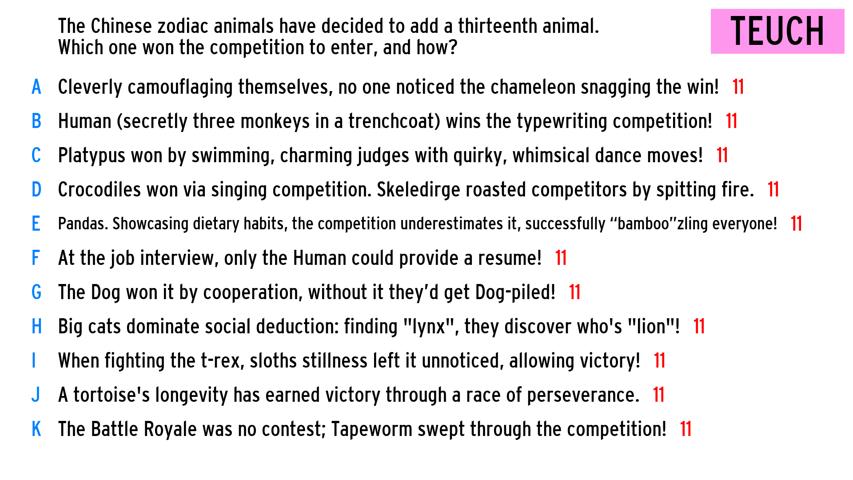 The Chinese zodiac animals have decided to add a thirteenth animal.
Which one won the competition to enter, and how?
TEUCH
A Cleverly camouflaging themselves, no one noticed the chameleon snagging the win! 11
B Human (secretly three monkeys in a trenchcoat) wins the typewriting competition! 11
C Platypus won by swimming, charming judges with quirky, whimsical dance moves! 11
D Crocodiles won via singing competition. Skeledirge roasted competitors by spitting fire. 11
E Pandas. Showcasing dietary habits, the competition underestimates it, successfully “bamboo”zling everyone! 11
F At the job interview, only the Human could provide a resume! 11
G The Dog won it by cooperation, without it they’d get Dog-piled! 11
H Big cats dominate social deduction: finding "lynx", they discover who's "lion"! 11
I When fighting the t-rex, sloths stillness left it unnoticed, allowing victory! 11
J A tortoise's longevity has earned victory through a race of perseverance. 11
K The Battle Royale was no contest; Tapeworm swept through the competition! 11